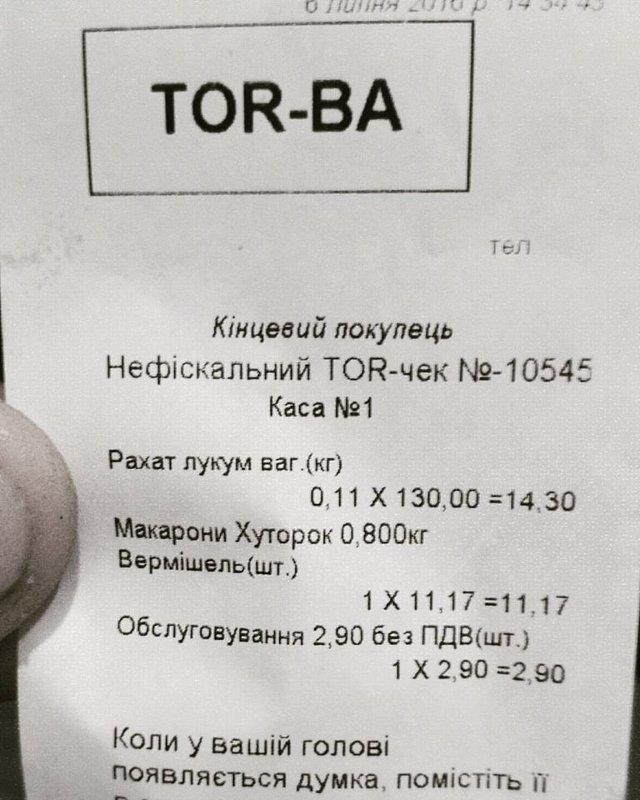 6 липня 2016 р 14 34 45
TOR-BA
тел
Кінцевий покупець
Нефіскальний TOR-чек №-10545
Каса №1
Рахат лукум ваг.(кг)
0,11 X 130,00 =14,30
Макарони Хуторок 0,800кг
Вермішель(шт.)
1 X 11,17 =11,17
Обслуговування 2,90 без ПДВ(шт.)
1 X 2,90 =2,90
Коли у вашій голові
появляється думка, помістіть її